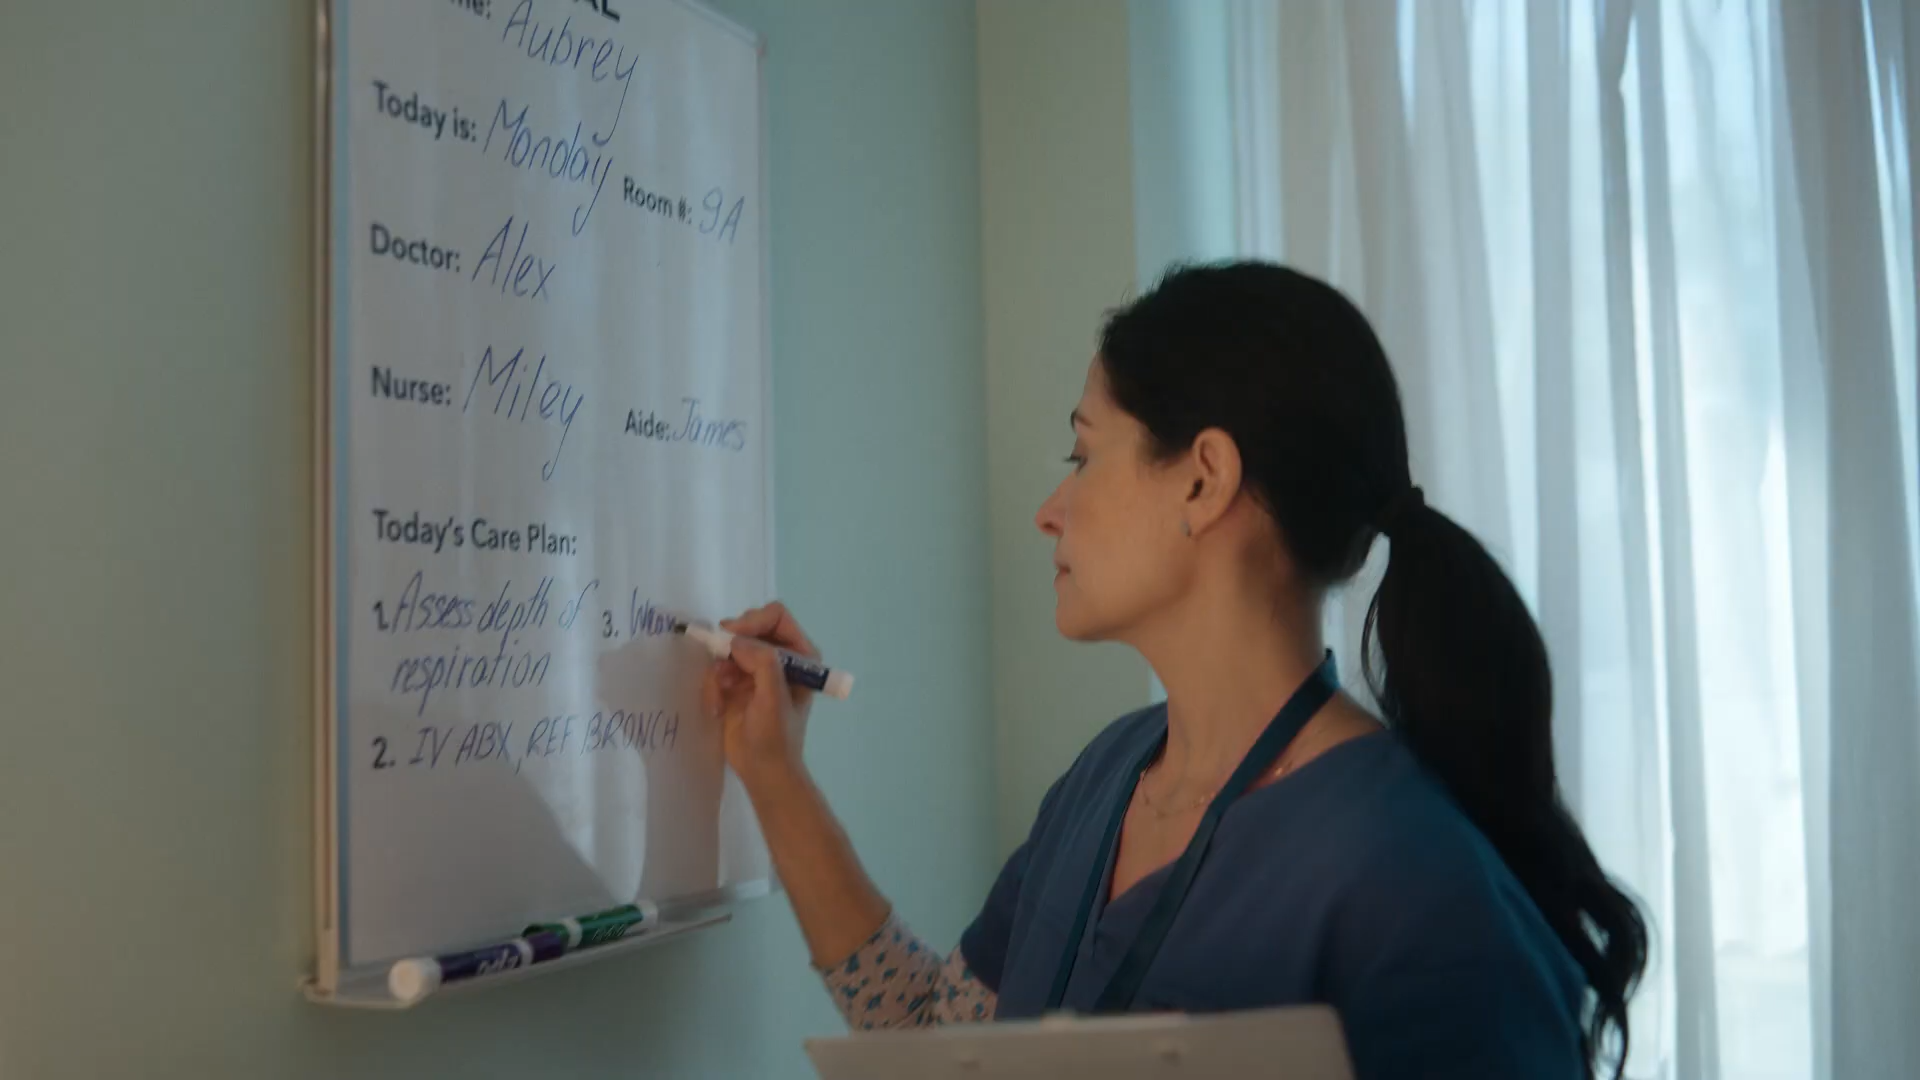 Aubrey
Today is: Monday
Room #: 9A
Doctor: Alex
Nurse: Miley
Aide: James
Today's Care Plan:
1. Assess depth of
respiration
2. IV ABX, REF BRONCH
3.